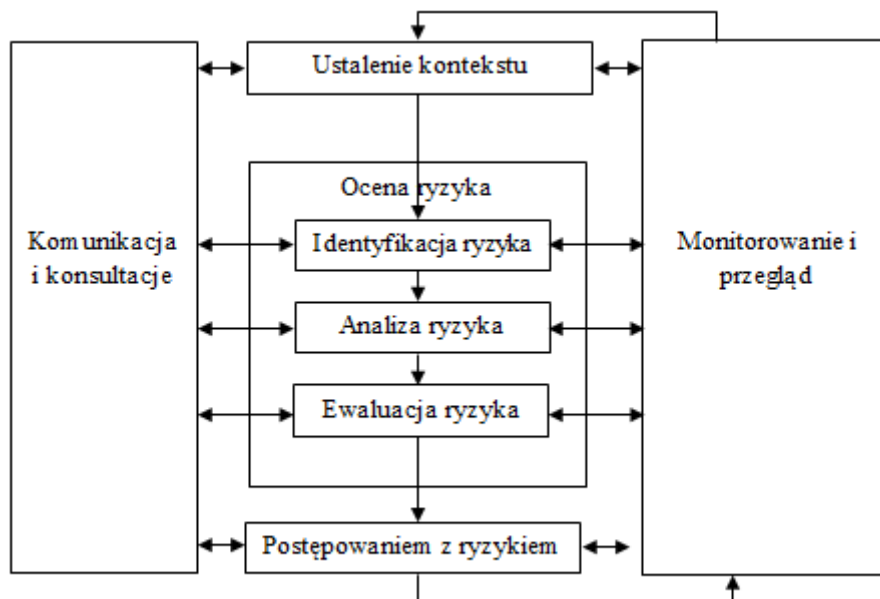 Ustalenie kontekstu
Ocena ryzyka
Komunikacja
i konsultacje
Identyfikacja ryzyka
Monitorowanie i
przegląd
Analiza ryzyka
Ewaluacja ryzyka
Postępowaniem z ryzykiem